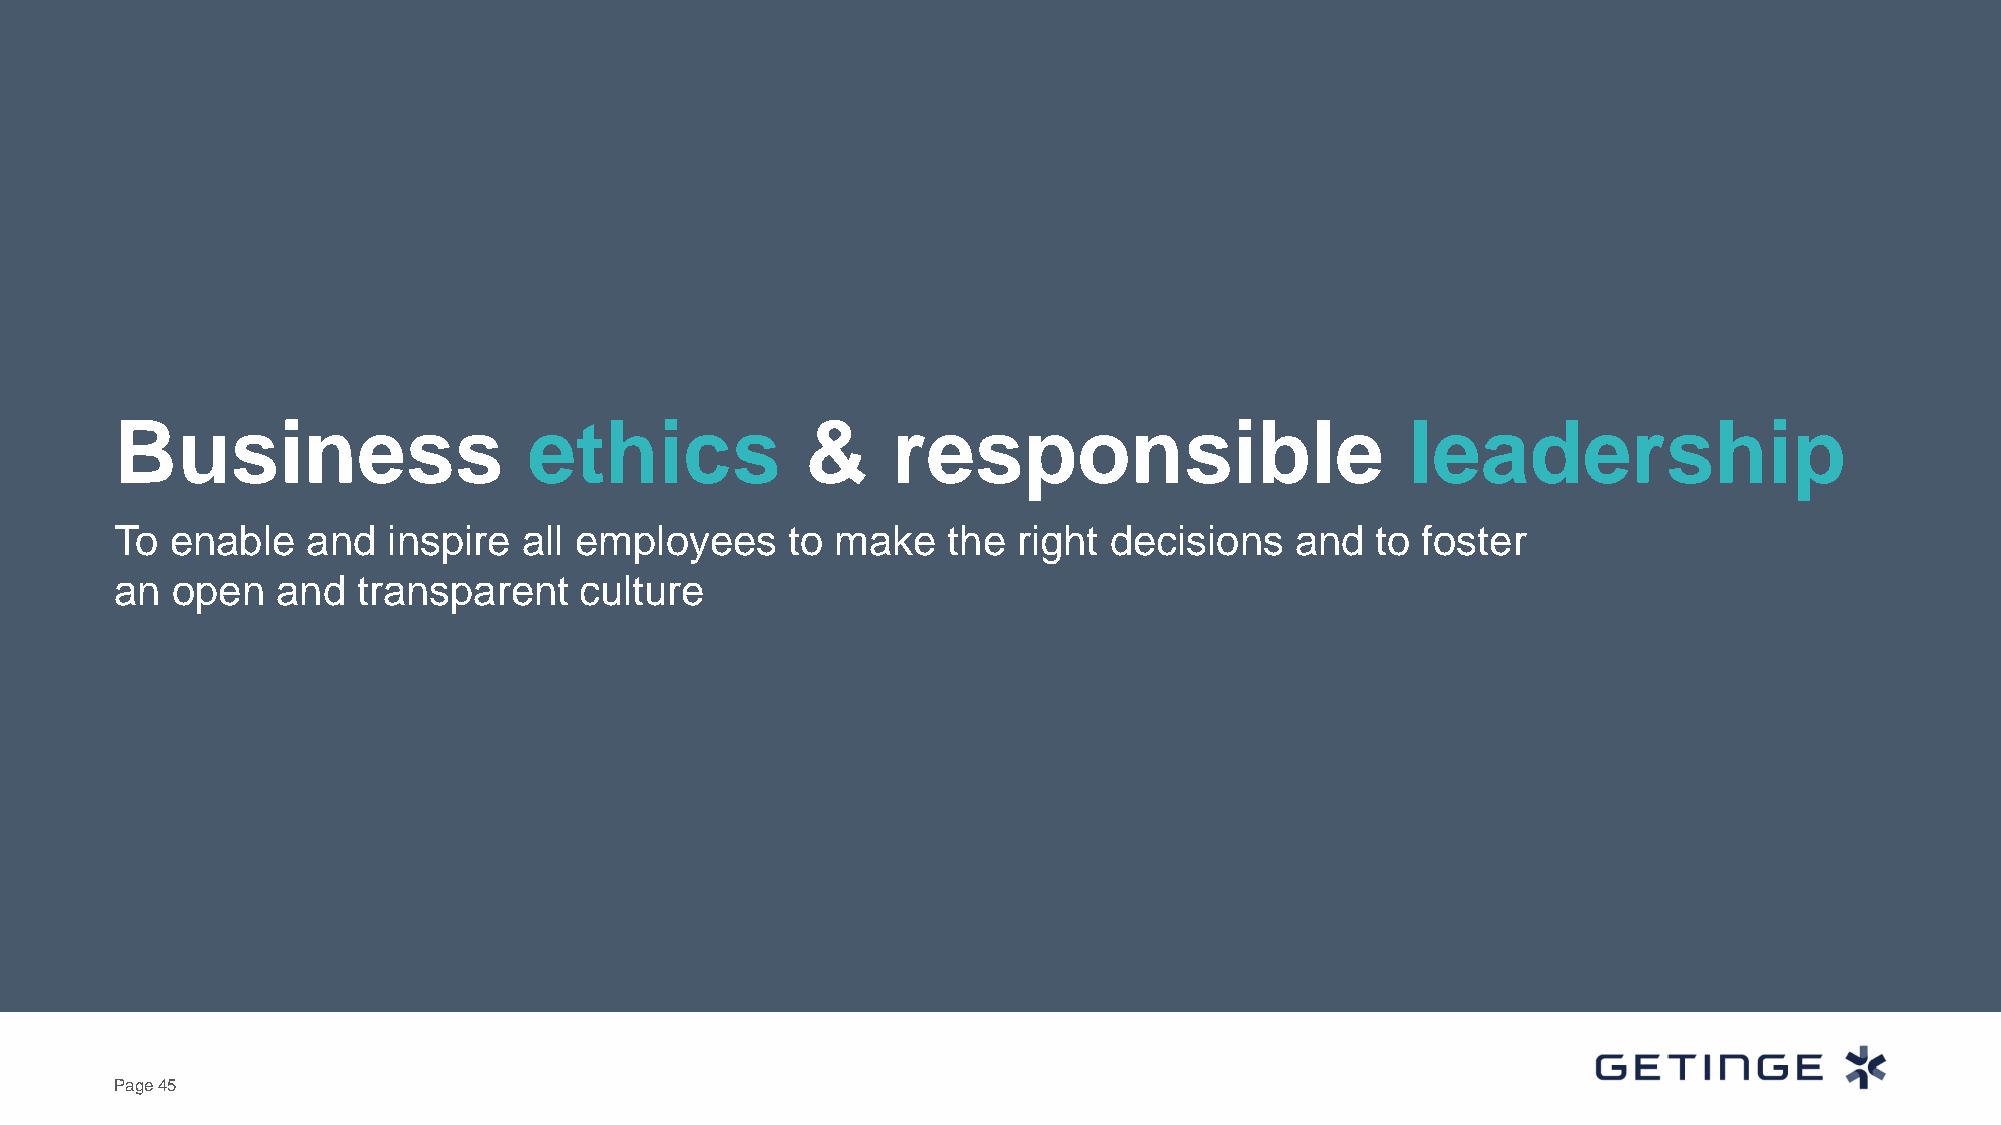 Business ethics & responsible leadership
To enable and inspire all employees to make the right decisions and to foster
an open and transparent culture
Page 45
GETINGE